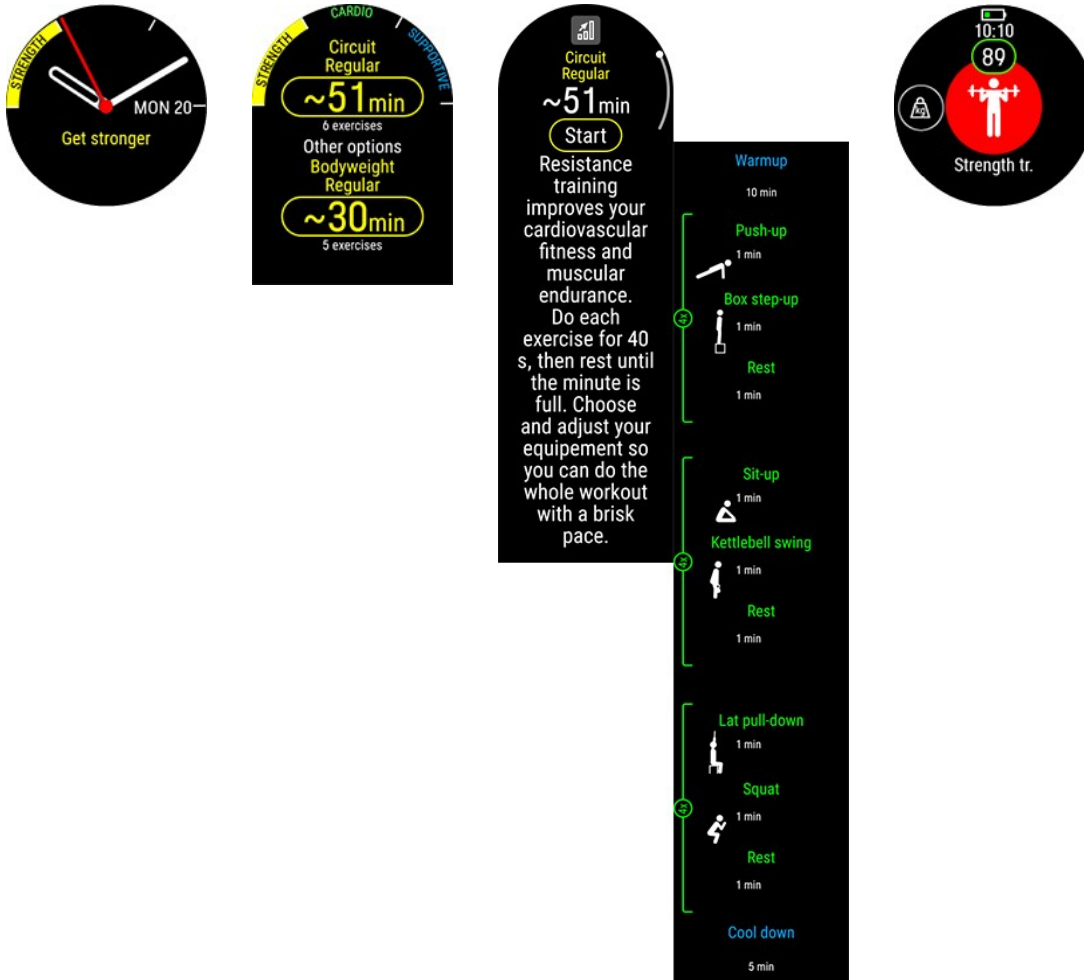 STRENGTH
MON 20
Get stronger
STRENGTH
CARDIO
SUPPORTIVE
Circuit
Regular
~51min
6 exercises
Other options
Bodyweight
Regular
~30min
5 exercises
Circuit
Regular
~51min
Start
Resistance
training
improves your
cardiovascular
fitness and
muscular
endurance.
Do each
exercise for 40
s, then rest until
the minute is
full. Choose
and adjust your
equipement so
you can do the
whole workout
with a brisk
pace.
Warmup
10 min
4x
Push-up
1 min
Box step-up
1 min
Rest
1 min
4x
Sit-up
1 min
Kettlebell swing
1 min
Rest
1 min
4x
Lat pull-down
1 min
Squat
1 min
Rest
1 min
Cool down
5 min
10:10
89
kg
Strength tr.